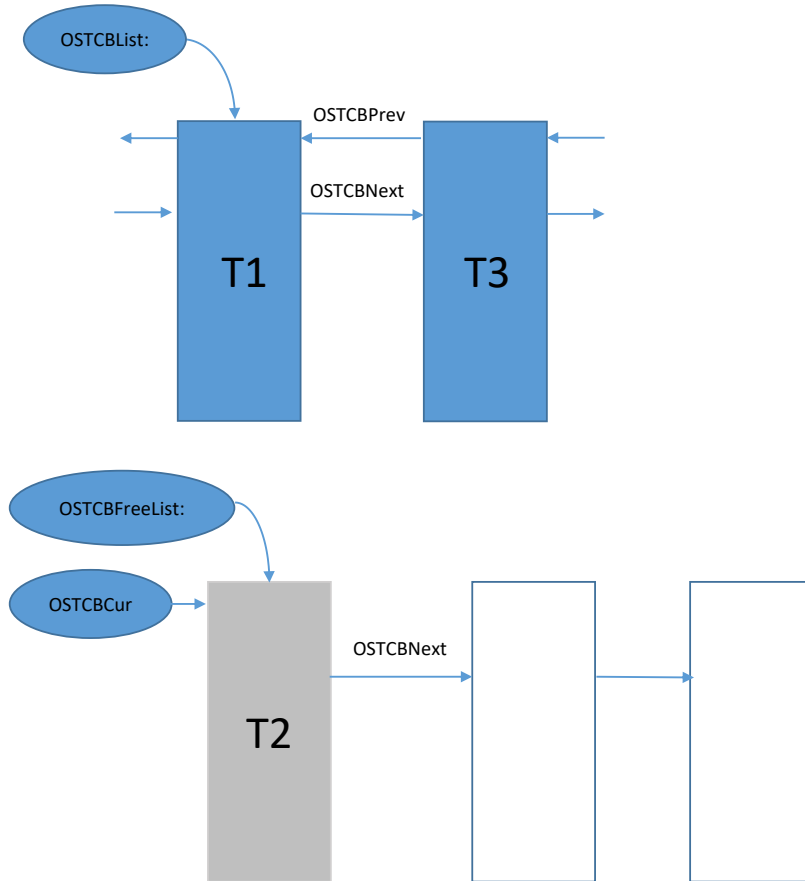 OSTCBList:
OSTCBPrev
OSTCBNext
T1
T3
OSTCBFreeList:
OSTCBCur
OSTCBNext
T2